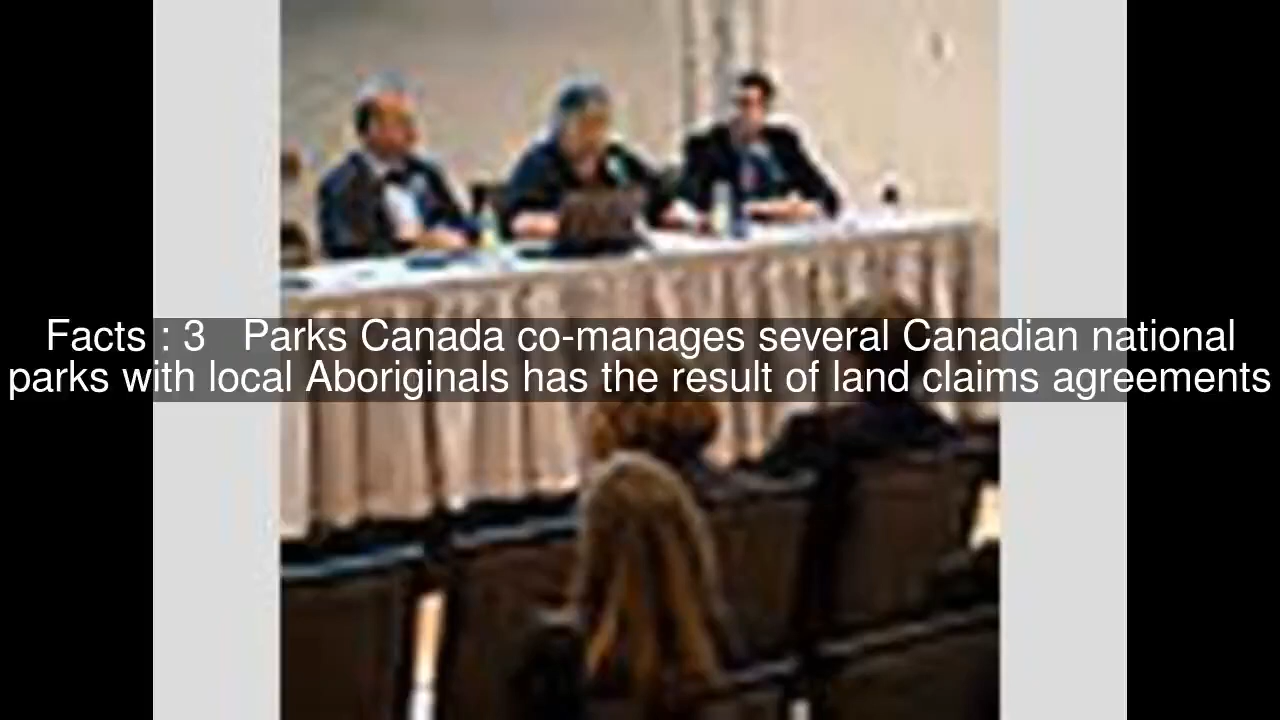 Facts : 3   Parks Canada co-manages several Canadian national
parks with local Aboriginals has the result of land claims agreements